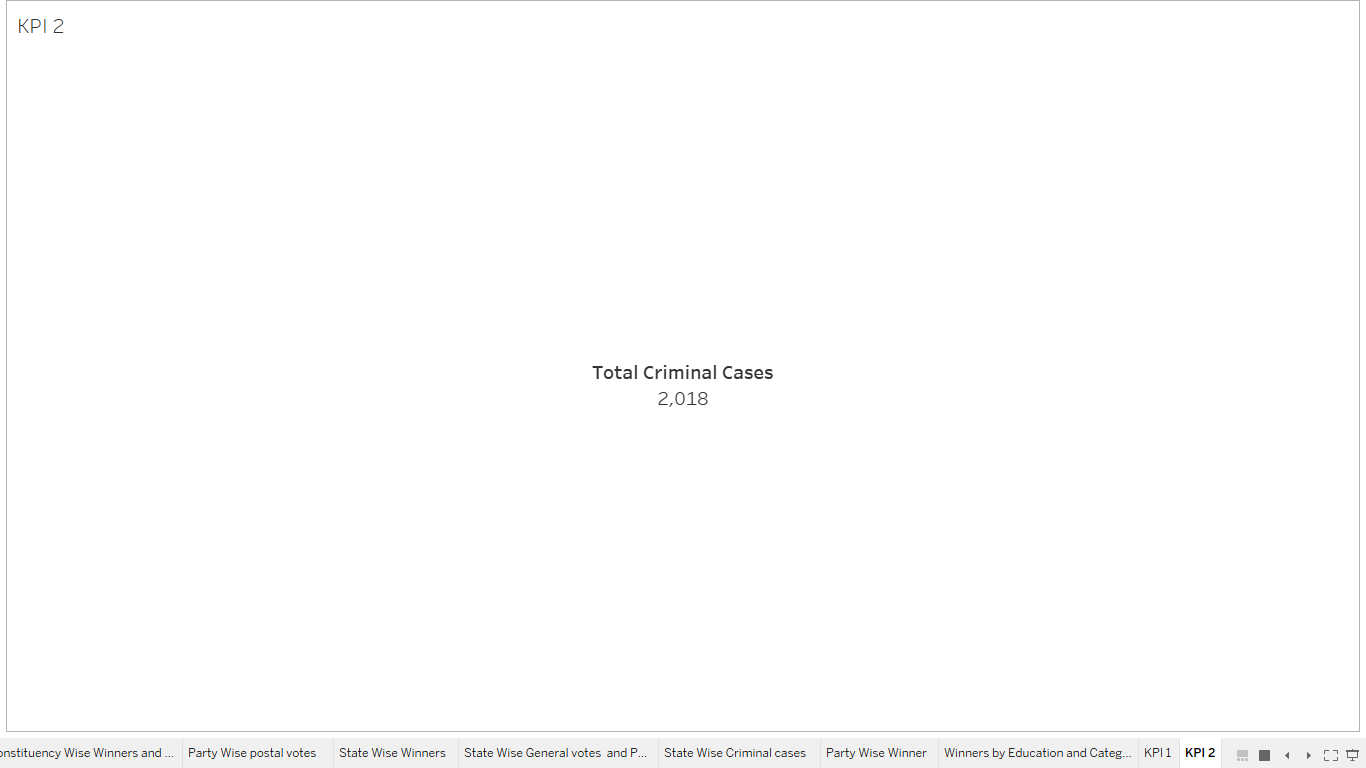 KPI 2
Total Criminal Cases
2,018
onstituency Wise Winners and ...
Party Wise postal votes
State Wise Winners
State Wise General votes and P...
State Wise Criminal cases
Party Wise Winner
Winners by Education and Categ...
KPI 1
KPI 2